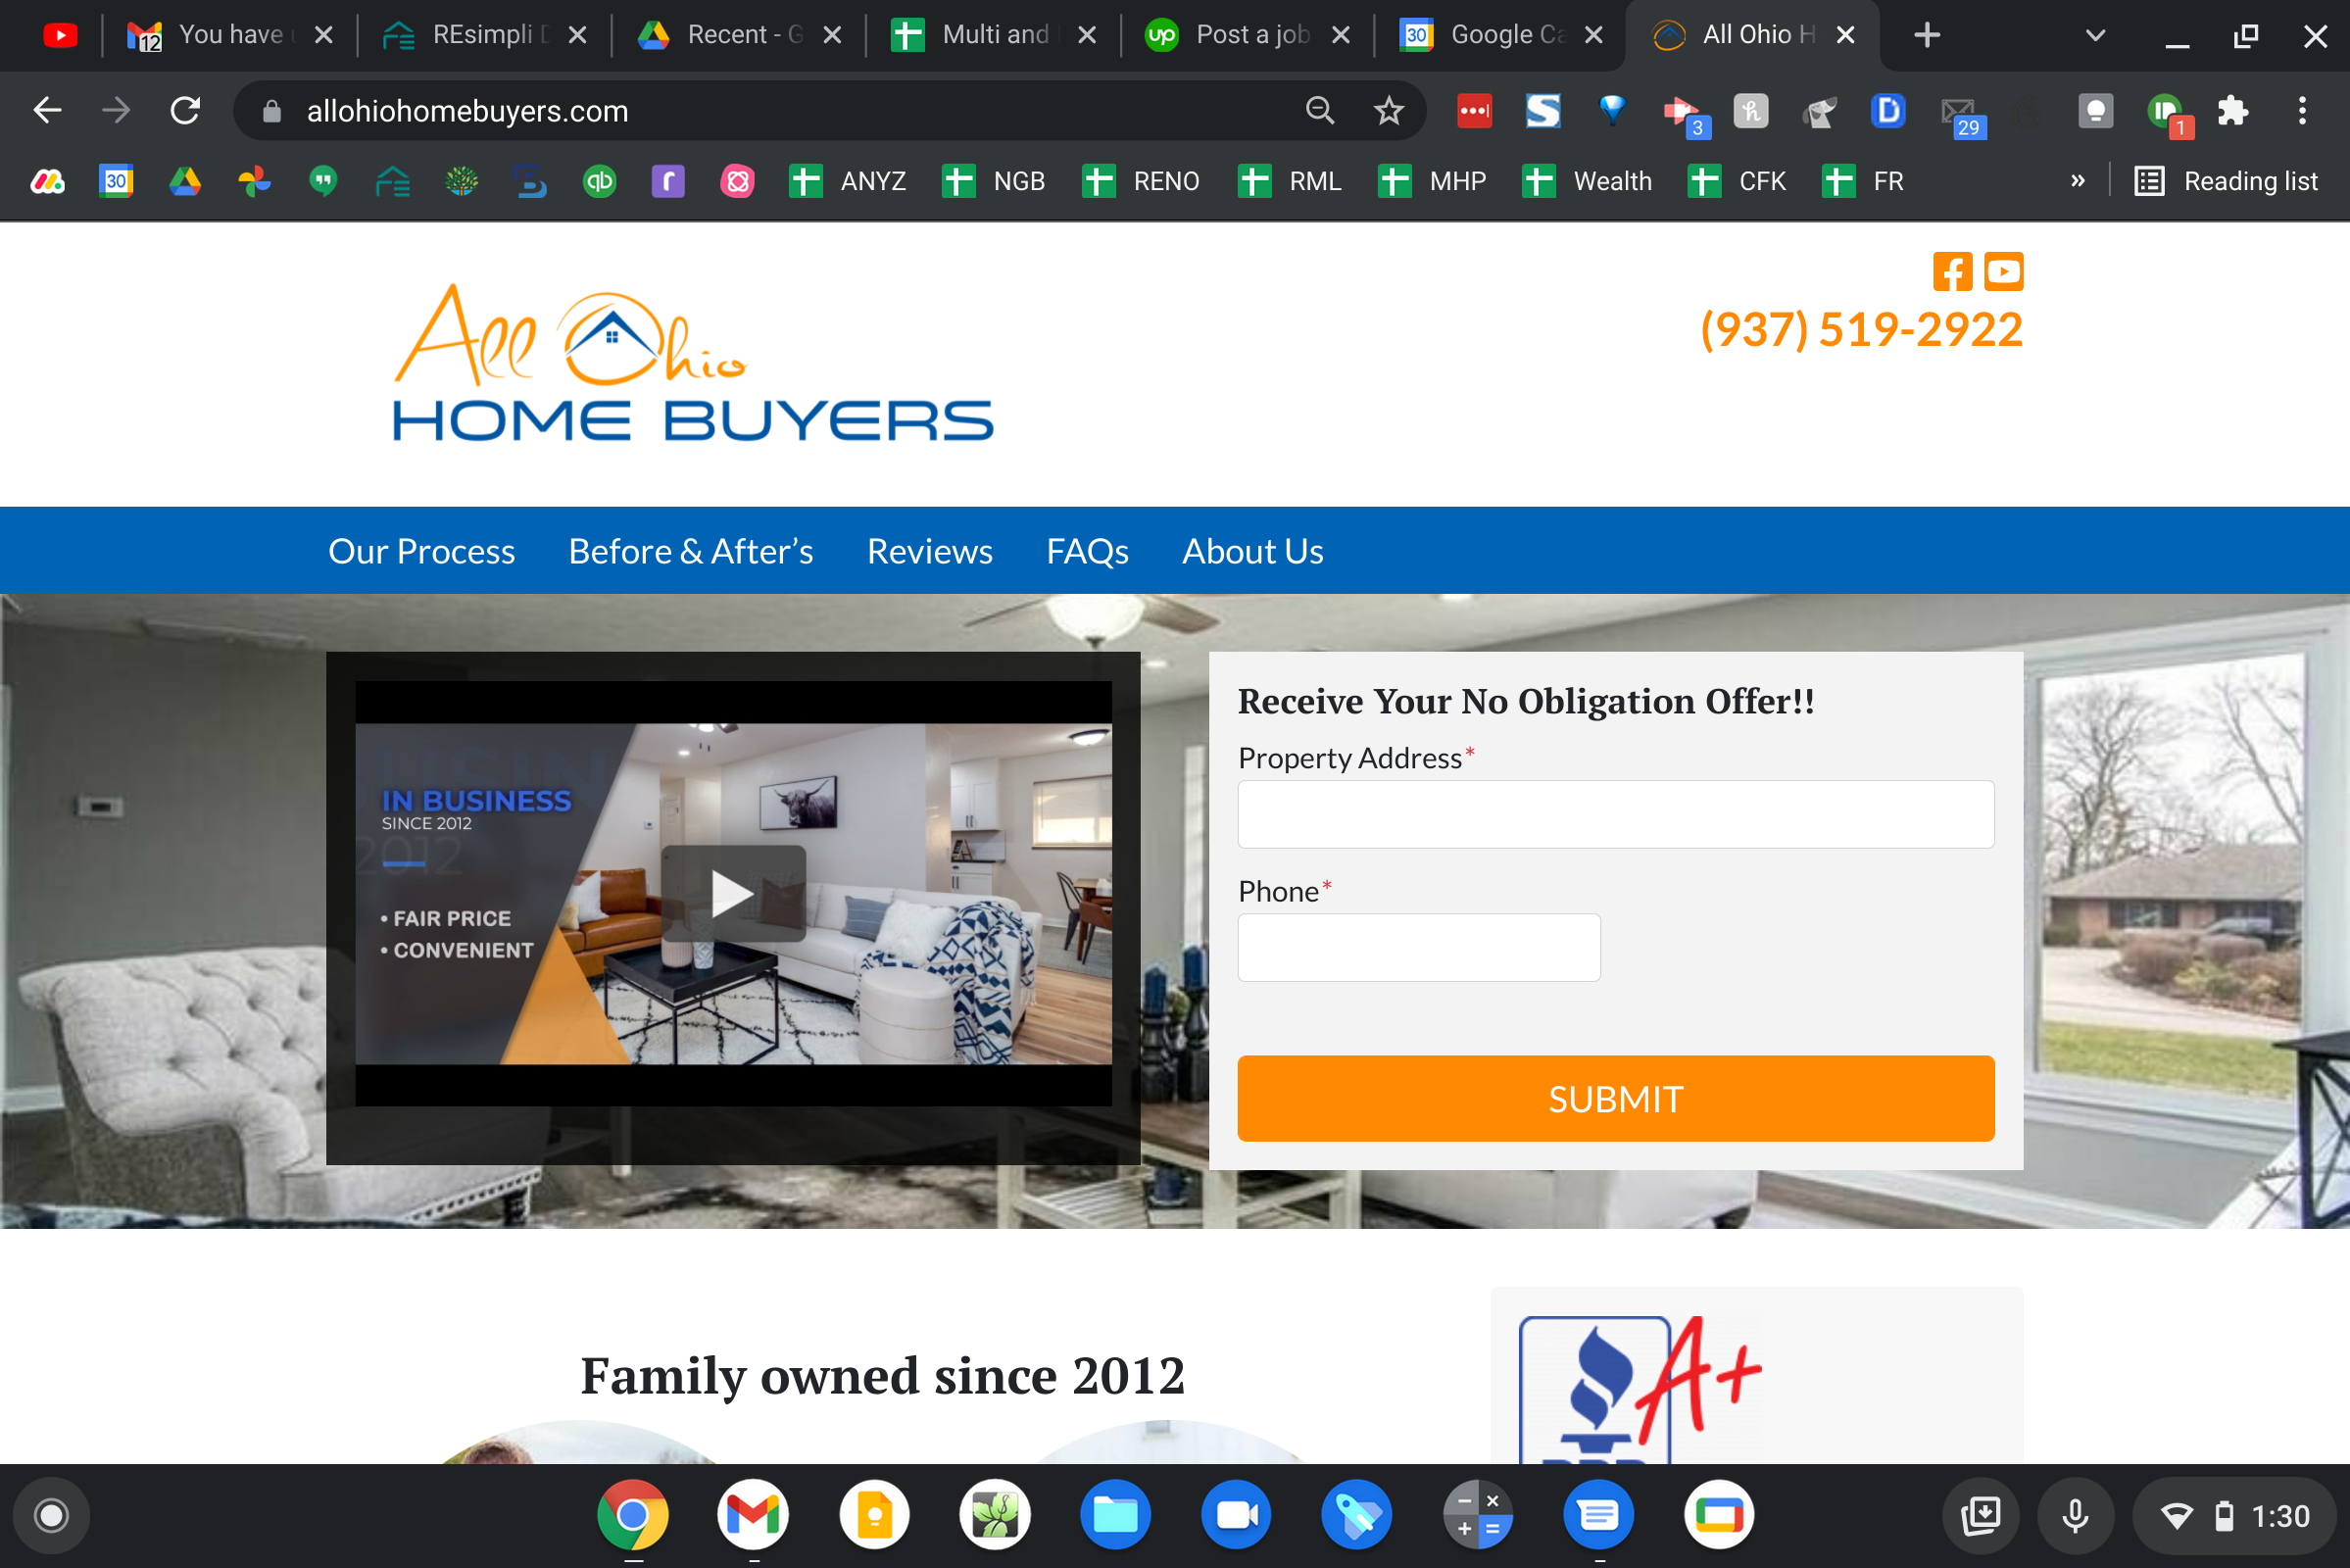 12
You have
REsimpli
Recent - G
Multi and
up
Post a job
30
Google Ca
All Ohio H
allohiohomebuyers.com
S
3
h
D
29
1
30
qb
r
ANYZ
NGB
RENO
RML
MHP
Wealth
CFK
FR
»
Reading list
All Ohio
HOME BUYERS
(937) 519-2922
Our Process
Before & After’s
Reviews
FAQs
About Us
IN BUSINESS
SINCE 2012
2012
• FAIR PRICE
• CONVENIENT
Receive Your No Obligation Offer!!
Property Address*
Phone*
SUBMIT
Family owned since 2012
A+
BBB
1:30